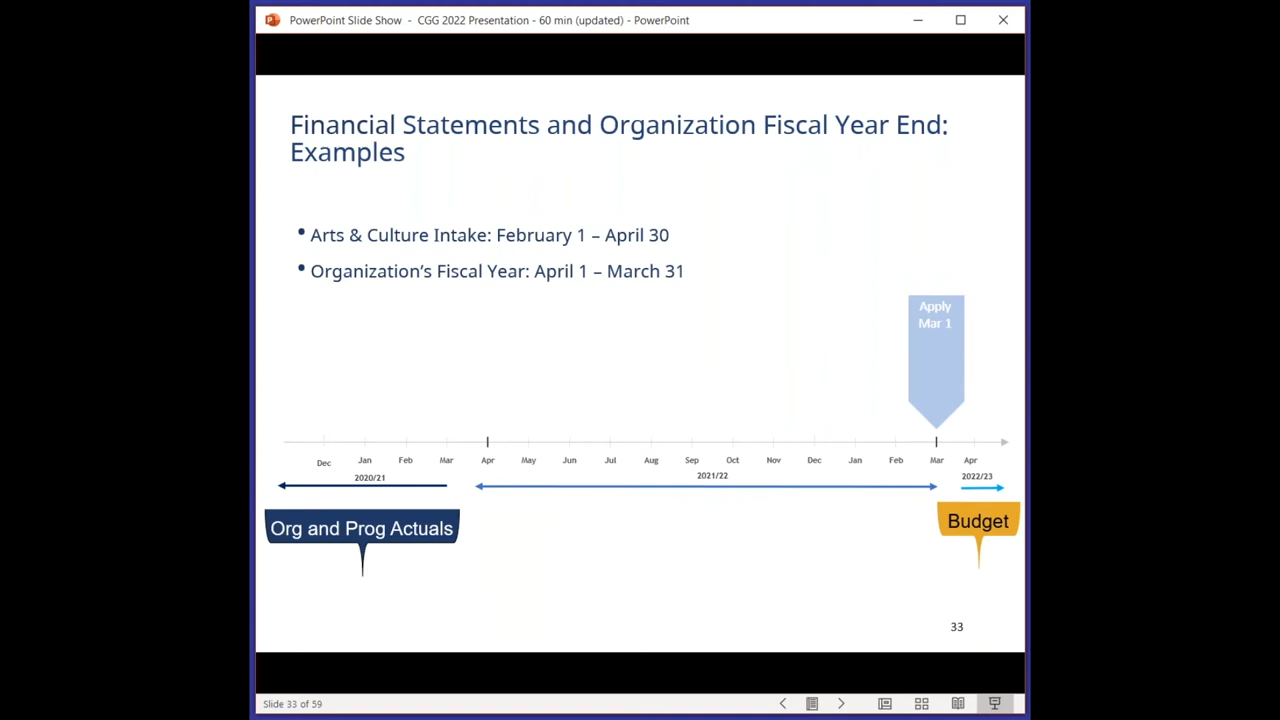 PowerPoint Slide Show - CGG 2022 Presentation - 60 min (updated) - PowerPoint
Financial Statements and Organization Fiscal Year End:
Examples
• Arts & Culture Intake: February 1 – April 30
• Organization's Fiscal Year: April 1 – March 31
Apply
Mar 1
Dec Jan Feb Mar Apr May Jun Jul Aug Sep Oct Nov Dec Jan Feb Mar Apr
2020/21 2021/22 2022/23
Org and Prog Actuals Budget
33
Slide 33 of 59